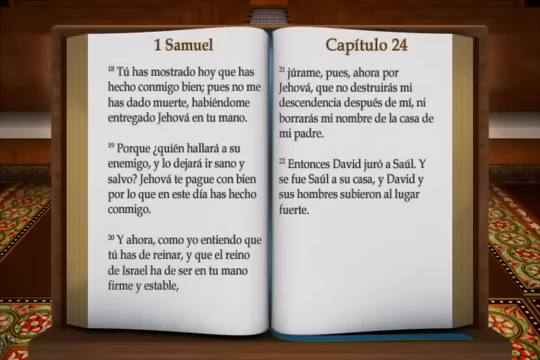 1 Samuel
18 Tú has mostrado hoy que has
hecho conmigo bien; pues no me
has dado muerte, habiéndome
entregado Jehová en tu mano.
19 Porque ¿quién hallará a su
enemigo, y lo dejará ir sano y
salvo? Jehová te pague con bien
por lo que en este día has hecho
conmigo.
20 Y ahora, como yo entiendo que
tú has de reinar, y que el reino
de Israel ha de ser en tu mano
firme y estable,
Capítulo 24
21 júrame, pues, ahora por
Jehová, que no destruirás mi
descendencia después de mí, ni
borrarás mi nombre de la casa de
mi padre.
22 Entonces David juró a Saúl. Y
se fue Saúl a su casa, y David y
sus hombres subieron al lugar
fuerte.